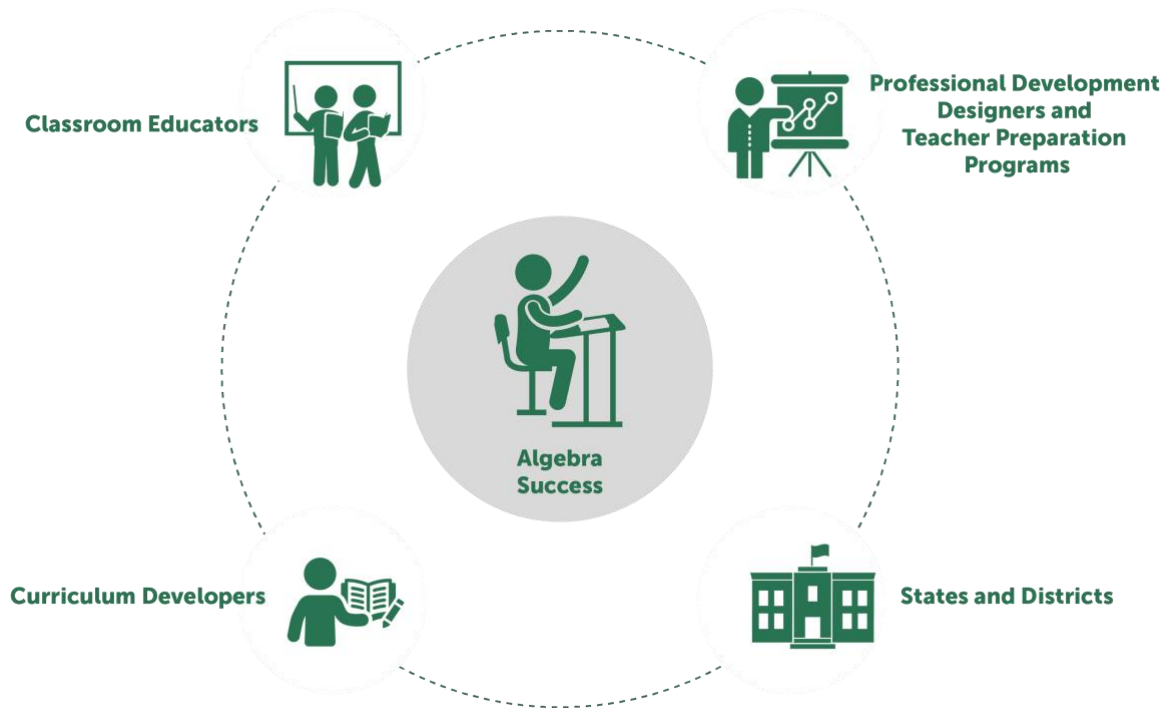 Classroom Educators
Professional Development
Designers and
Teacher Preparation
Programs
Algebra
Success
Curriculum Developers
States and Districts